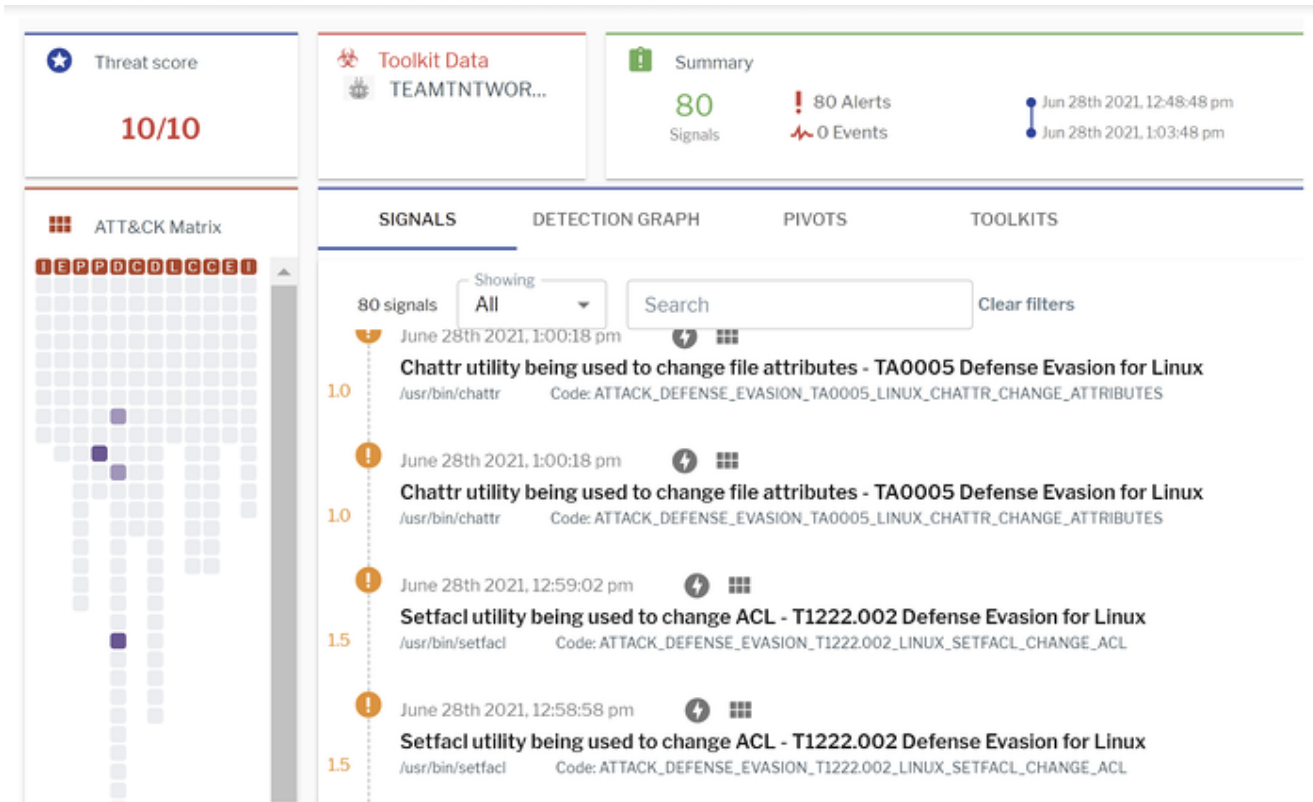 Threat score
10/10
Toolkit Data
TEAMTNTWOR...
Summary
80
Signals
80 Alerts
0 Events
Jun 28th 2021, 12:48:48 pm
Jun 28th 2021, 1:03:48 pm
ATT&CK Matrix
I E P P D C D L C C E I
SIGNALS DETECTION GRAPH PIVOTS TOOLKITS
80 signals
Showing
All
Search
Clear filters
June 28th 2021, 1:00:18 pm
Chattr utility being used to change file attributes - TA0005 Defense Evasion for Linux
1.0
/usr/bin/chattr Code: ATTACK_DEFENSE_EVASION_TA0005_LINUX_CHATTR_CHANGE_ATTRIBUTES
June 28th 2021, 1:00:18 pm
Chattr utility being used to change file attributes - TA0005 Defense Evasion for Linux
1.0
/usr/bin/chattr Code: ATTACK_DEFENSE_EVASION_TA0005_LINUX_CHATTR_CHANGE_ATTRIBUTES
June 28th 2021, 12:59:02 pm
Setfacl utility being used to change ACL - T1222.002 Defense Evasion for Linux
1.5
/usr/bin/setfacl Code: ATTACK_DEFENSE_EVASION_T1222.002_LINUX_SETFACL_CHANGE_ACL
June 28th 2021, 12:58:58 pm
Setfacl utility being used to change ACL - T1222.002 Defense Evasion for Linux
1.5
/usr/bin/setfacl Code: ATTACK_DEFENSE_EVASION_T1222.002_LINUX_SETFACL_CHANGE_ACL